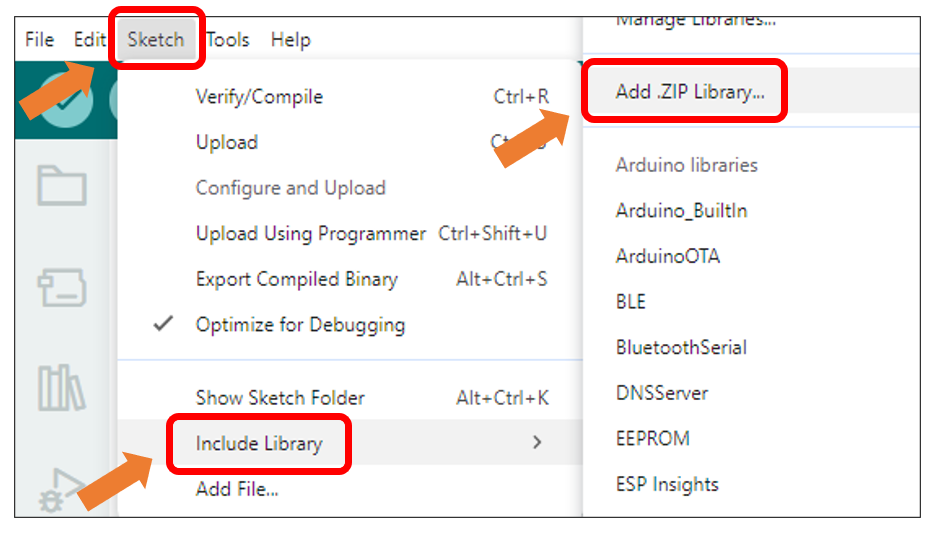 File Edit Sketch Tools Help
Verify/Compile Ctrl+R
Upload
Configure and Upload
Upload Using Programmer Ctrl+Shift+U
Export Compiled Binary Alt+Ctrl+S
Optimize for Debugging
Show Sketch Folder Alt+Ctrl+K
Include Library
Add File...
Manage Libraries...
Add .ZIP Library...
Arduino libraries
Arduino_BuiltIn
ArduinoOTA
BLE
BluetoothSerial
DNSServer
EEPROM
ESP Insights